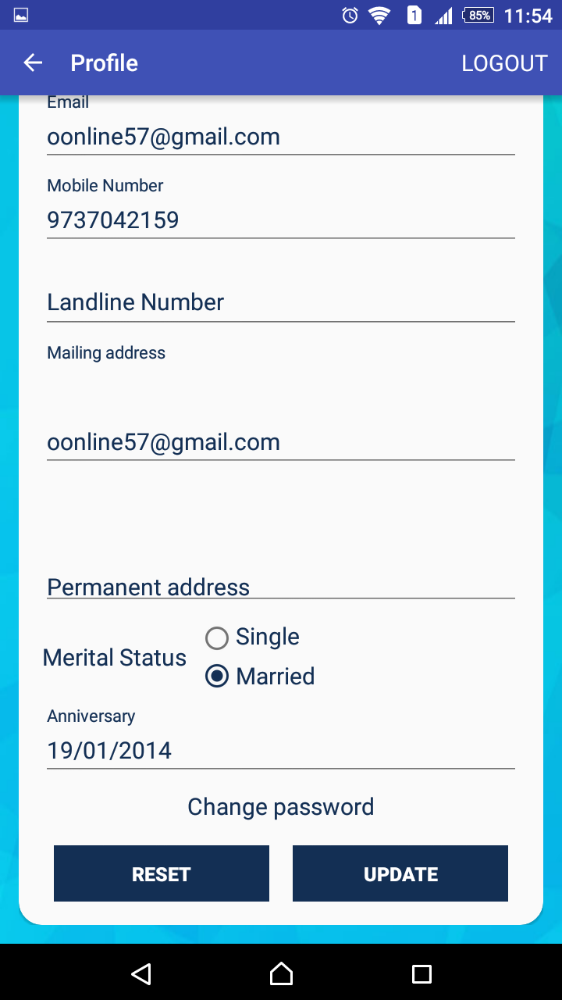 1 85% 11:54
Profile LOGOUT
Email
oonline57@gmail.com
Mobile Number
9737042159
Landline Number
Mailing address
oonline57@gmail.com
Permanent address
Single
Merital Status
Married
Anniversary
19/01/2014
Change password
RESET UPDATE